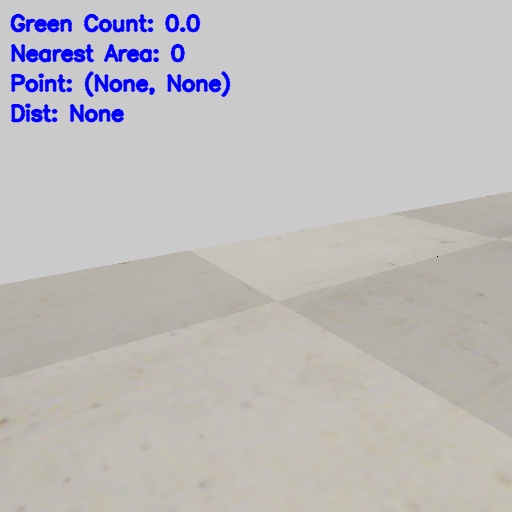 Green Count: 0.0
Nearest Area: 0
Point: (None, None)
Dist: None